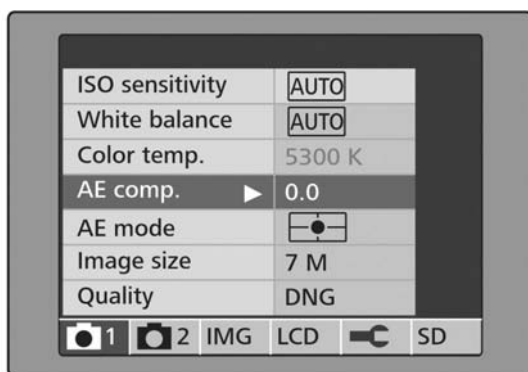 ISO sensitivity AUTO
White balance AUTO
Color temp. 5300 K
AE comp. 0.0
AE mode
Image size 7 M
Quality DNG
1 2 IMG LCD SD